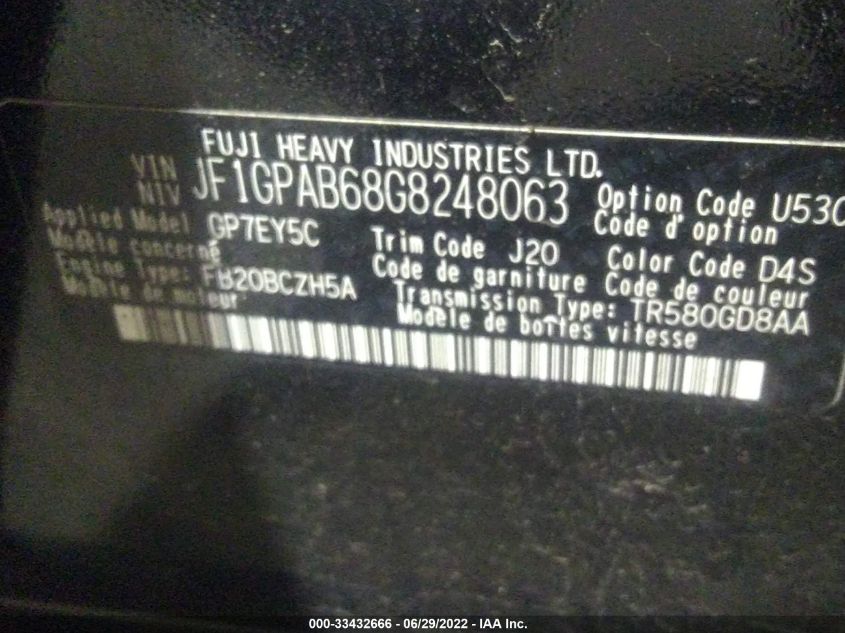 FUJI HEAVY INDUSTRIES LTD.
VIN
NIV JF1GPAB68G8248063
Option Code U530
Code d'option
Applied Model GP7EY5C
Modèle concerné
Trim Code J20
Code de garniture
Color Code D4S
Code de couleur
Engine Type: FB20BCZH5A
Modèle de moteur
Transmission Type: TR580GD8AA
Modèle de boîtes vitesse
000-33432666 - 06/29/2022 - IAA Inc.